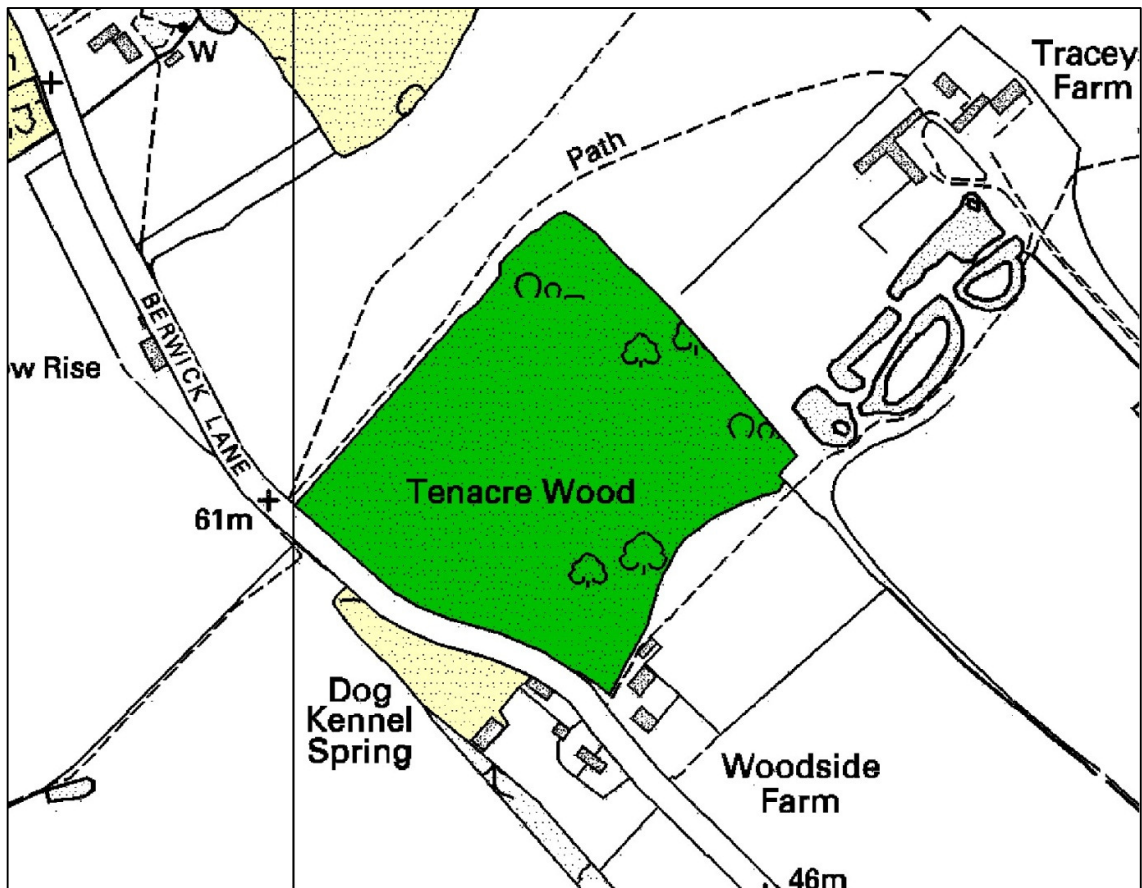 W
Tracey
Farm
Path
BERWICK LANE
w Rise
Tenacre Wood
61m
Dog
Kennel
Spring
Woodside
Farm
46m